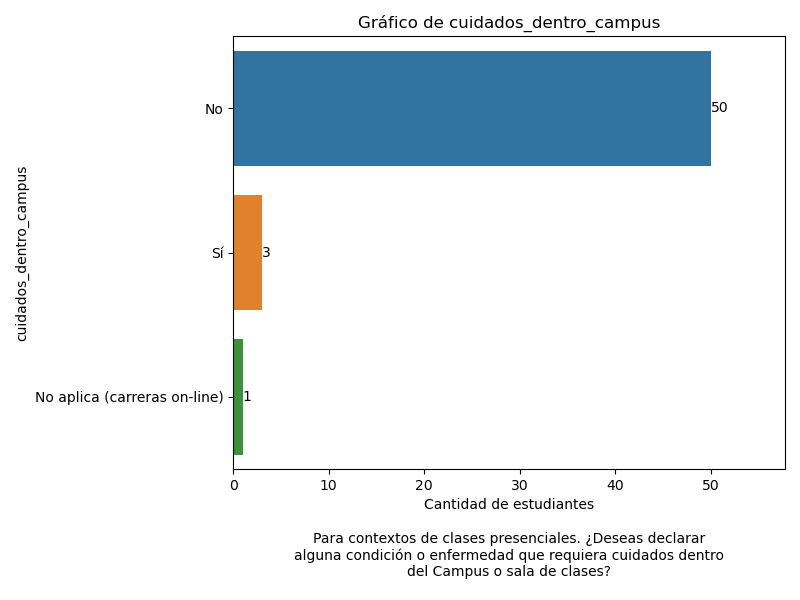 Gráfico de cuidados_dentro_campus
cuidados_dentro_campus
No
50
Sí
3
No aplica (carreras on-line)
1
0 10 20 30 40 50
Cantidad de estudiantes
Para contextos de clases presenciales. ¿Deseas declarar
alguna condición o enfermedad que requiera cuidados dentro
del Campus o sala de clases?